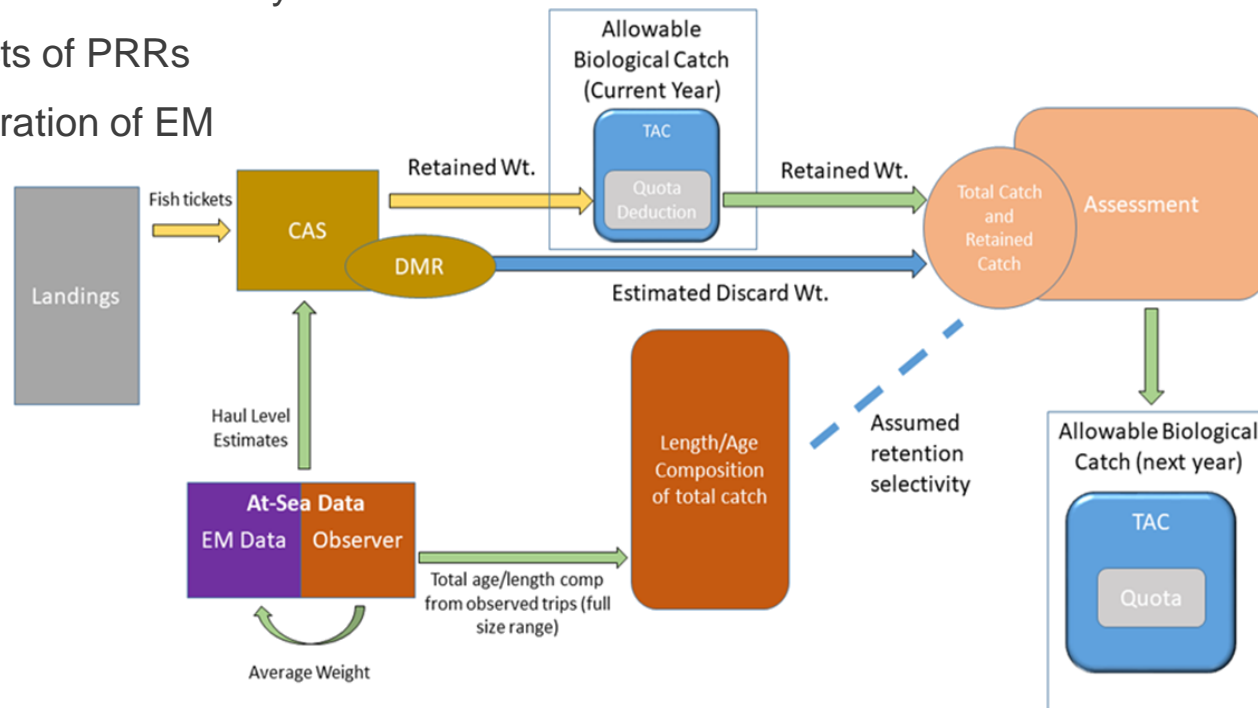 ts of PRRs
ration of EM
Allowable
Biological Catch
(Current Year)
TAC
Quota
Deduction
Landings
Fish tickets
CAS
DMR
Retained Wt.
Retained Wt.
Estimated Discard Wt.
Total Catch
and
Retained
Catch
Assessment
Haul Level
Estimates
At-Sea Data
EM Data
Observer
Average Weight
Total age/length comp
from observed trips (full
size range)
Length/Age
Composition
of total catch
Assumed
retention
selectivity
Allowable Biological
Catch (next year)
TAC
Quota